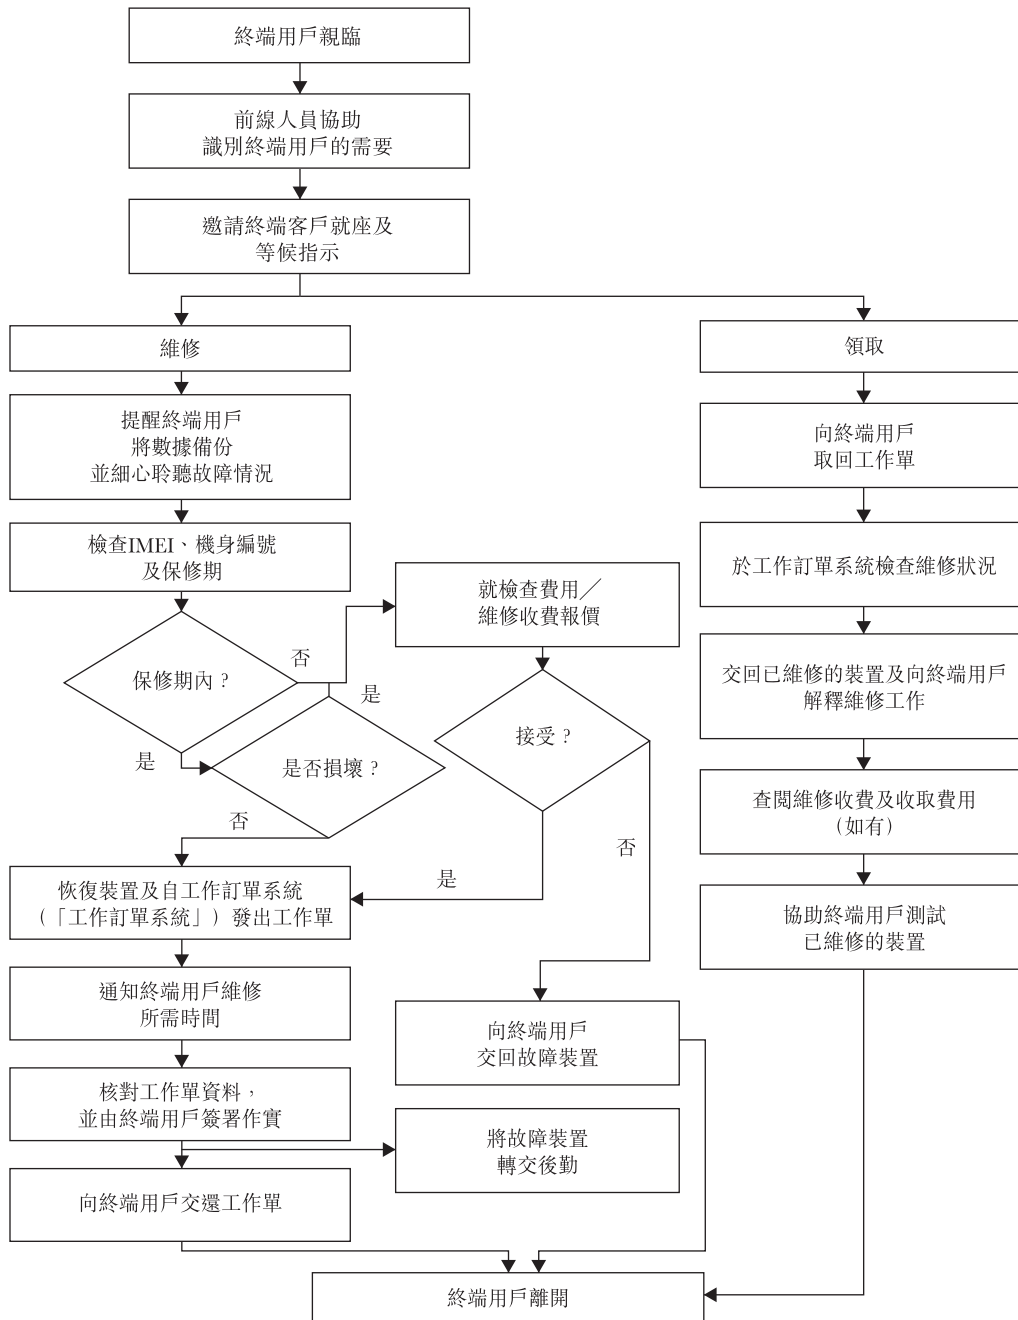 終端用戶親臨
前線人員協助
識別終端用戶的需要
邀請終端客戶就座及
等候指示
維修
提醒終端用戶
將數據備份
並細心聆聽故障情況
檢查IMEI、機身編號
及保修期
保修期內？
否
是
是
是否損壞？
否
就檢查費用／
維修收費報價
接受？
否
是
恢復裝置及自工作訂單系統
（「工作訂單系統」）發出工作單
通知終端用戶維修
所需時間
核對工作單資料，
並由終端用戶簽署作實
向終端用戶交還工作單
向終端用戶
交回故障裝置
將故障裝置
轉交後勤
領取
向終端用戶
取回工作單
於工作訂單系統檢查維修狀況
交回已維修的裝置及向終端用戶
解釋維修工作
查閱維修收費及收取費用
（如有）
協助終端用戶測試
已維修的裝置
終端用戶離開